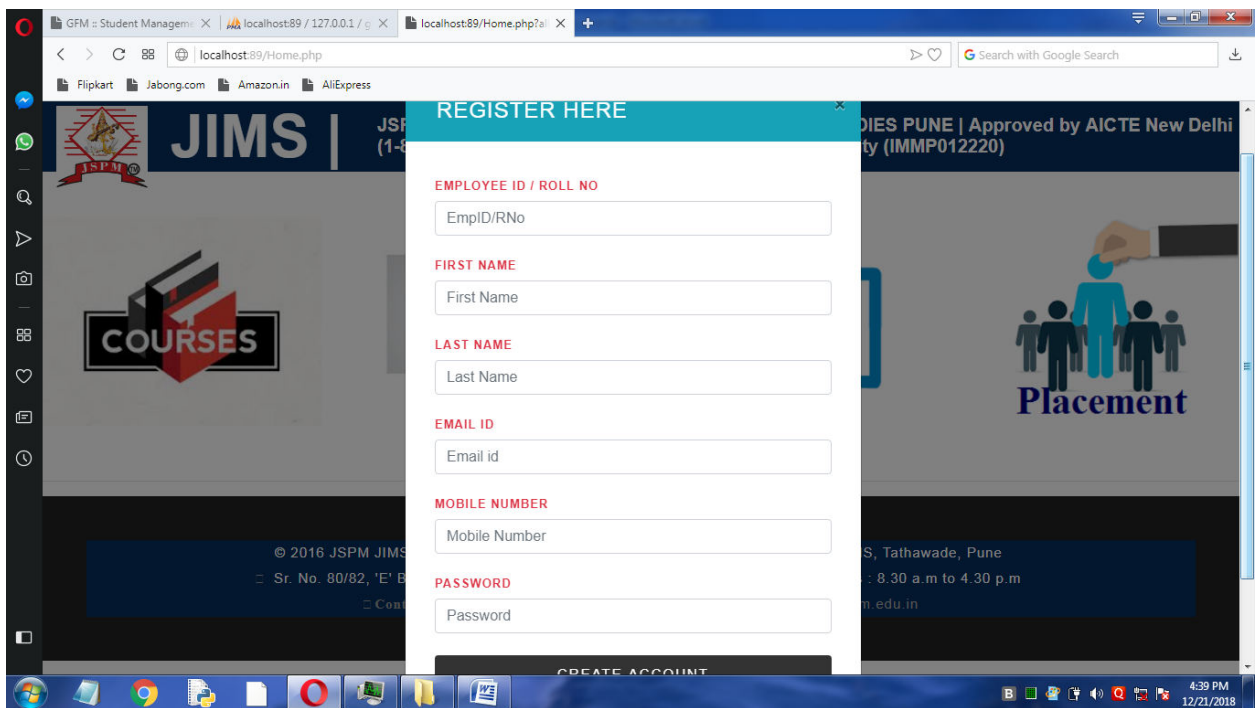 GFM :: Student Manageme
localhost:89 / 127.0.0.1 / g
localhost:89/Home.php?al
localhost:89/Home.php
Search with Google Search
Flipkart Jabong.com Amazon.in AliExpress
REGISTER HERE
JSPM
JIMS |
DIES PUNE | Approved by AICTE New Delhi
ty (IMMP012220)
EMPLOYEE ID / ROLL NO
EmpID/RNo
FIRST NAME
First Name
LAST NAME
Last Name
EMAIL ID
Email id
MOBILE NUMBER
Mobile Number
PASSWORD
Password
CREATE ACCOUNT
COURSES
Placement
© 2016 JSPM JIMS
S, Tathawade, Pune
Sr. No. 80/82, 'E' B
: 8.30 a.m to 4.30 p.m
Cont
m.edu.in
4:39 PM
12/21/2018